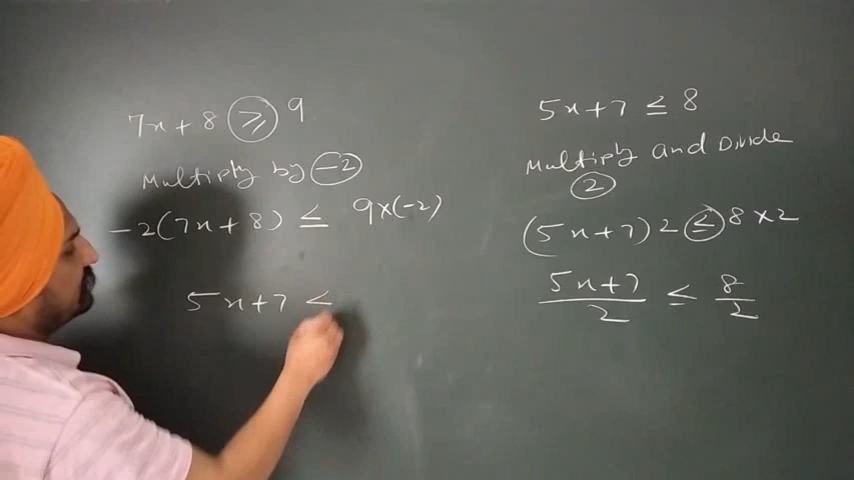 7x + 8 ⩾ 9
Multiply by -2
-2(7x + 8) ≤ 9×(-2)
5x+7 <
5x+7 ≤ 8
Multiply and Divide
2
(5x+7)2 ≤ 8×2
5x+7/2 ≤ 8/2